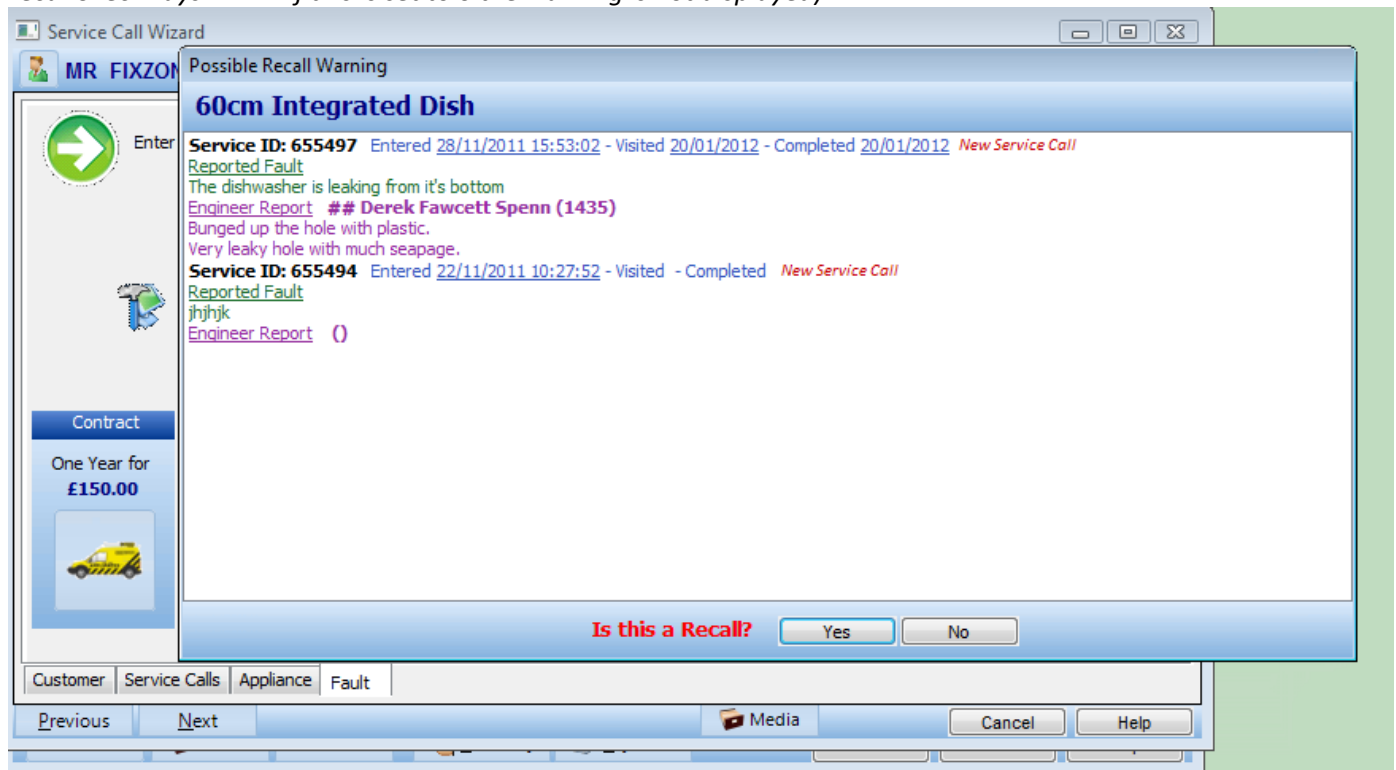 Service Call Wizard
MR FIXZON
Possible Recall Warning
60cm Integrated Dish
Enter
Service ID: 655497 Entered 28/11/2011 15:53:02 - Visited 20/01/2012 - Completed 20/01/2012 New Service Call
Reported Fault
The dishwasher is leaking from it's bottom
Engineer Report ## Derek Fawcett Spenn (1435)
Bunged up the hole with plastic.
Very leaky hole with much seapage.
Service ID: 655494 Entered 22/11/2011 10:27:52 - Visited - Completed New Service Call
Reported Fault
jhjhjk
Engineer Report ()
Contract
One Year for
£150.00
Is this a Recall? Yes No
Customer Service Calls Appliance Fault
Previous Next Media Cancel Help